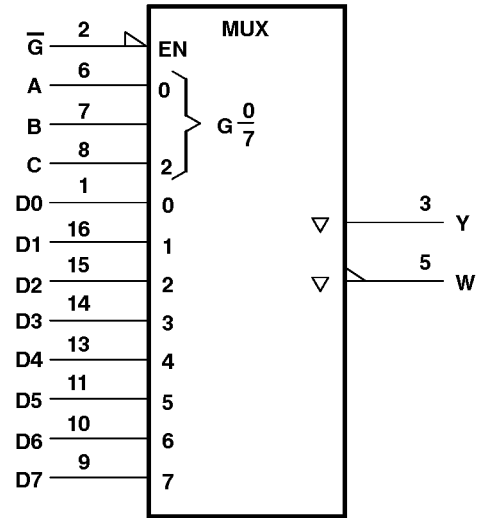 2 MUX
G̅ EN
6
A 0
7 0
B G 7
8
C 2
1
D0 0
3
16 Y
D1 1
15 5
D2 2 W
14
D3 3
13
D4 4
11
D5 5
10
D6 6
9
D7 7